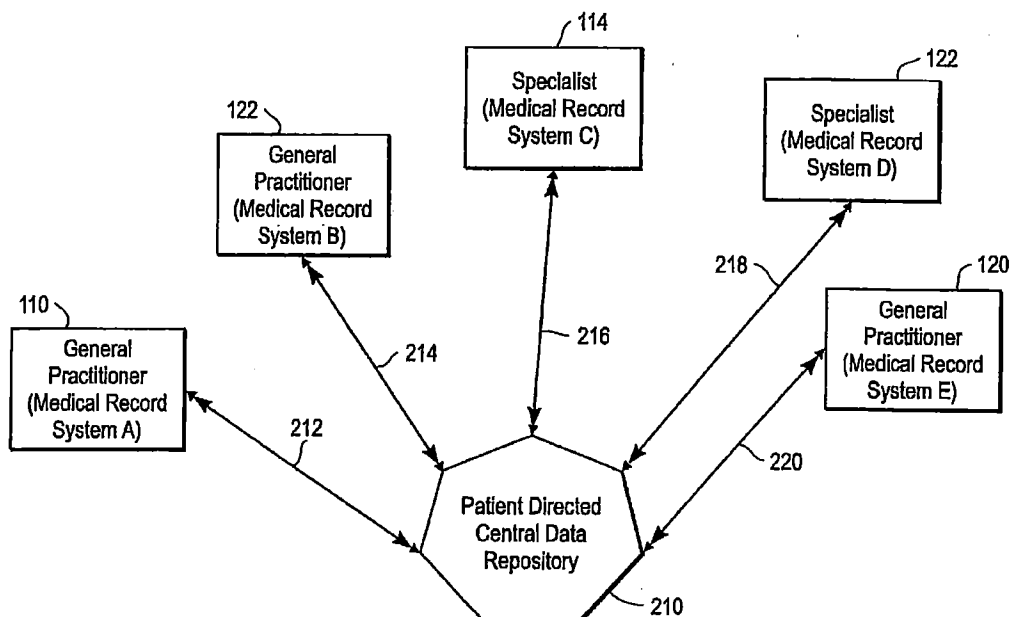 114
Specialist
(Medical Record
System C)
122
Specialist
(Medical Record
System D)
122
General
Practitioner
(Medical Record
System B)
110
General
Practitioner
(Medical Record
System A)
120
General
Practitioner
(Medical Record
System E)
212
214
216
218
220
Patient Directed
Central Data
Repository
210